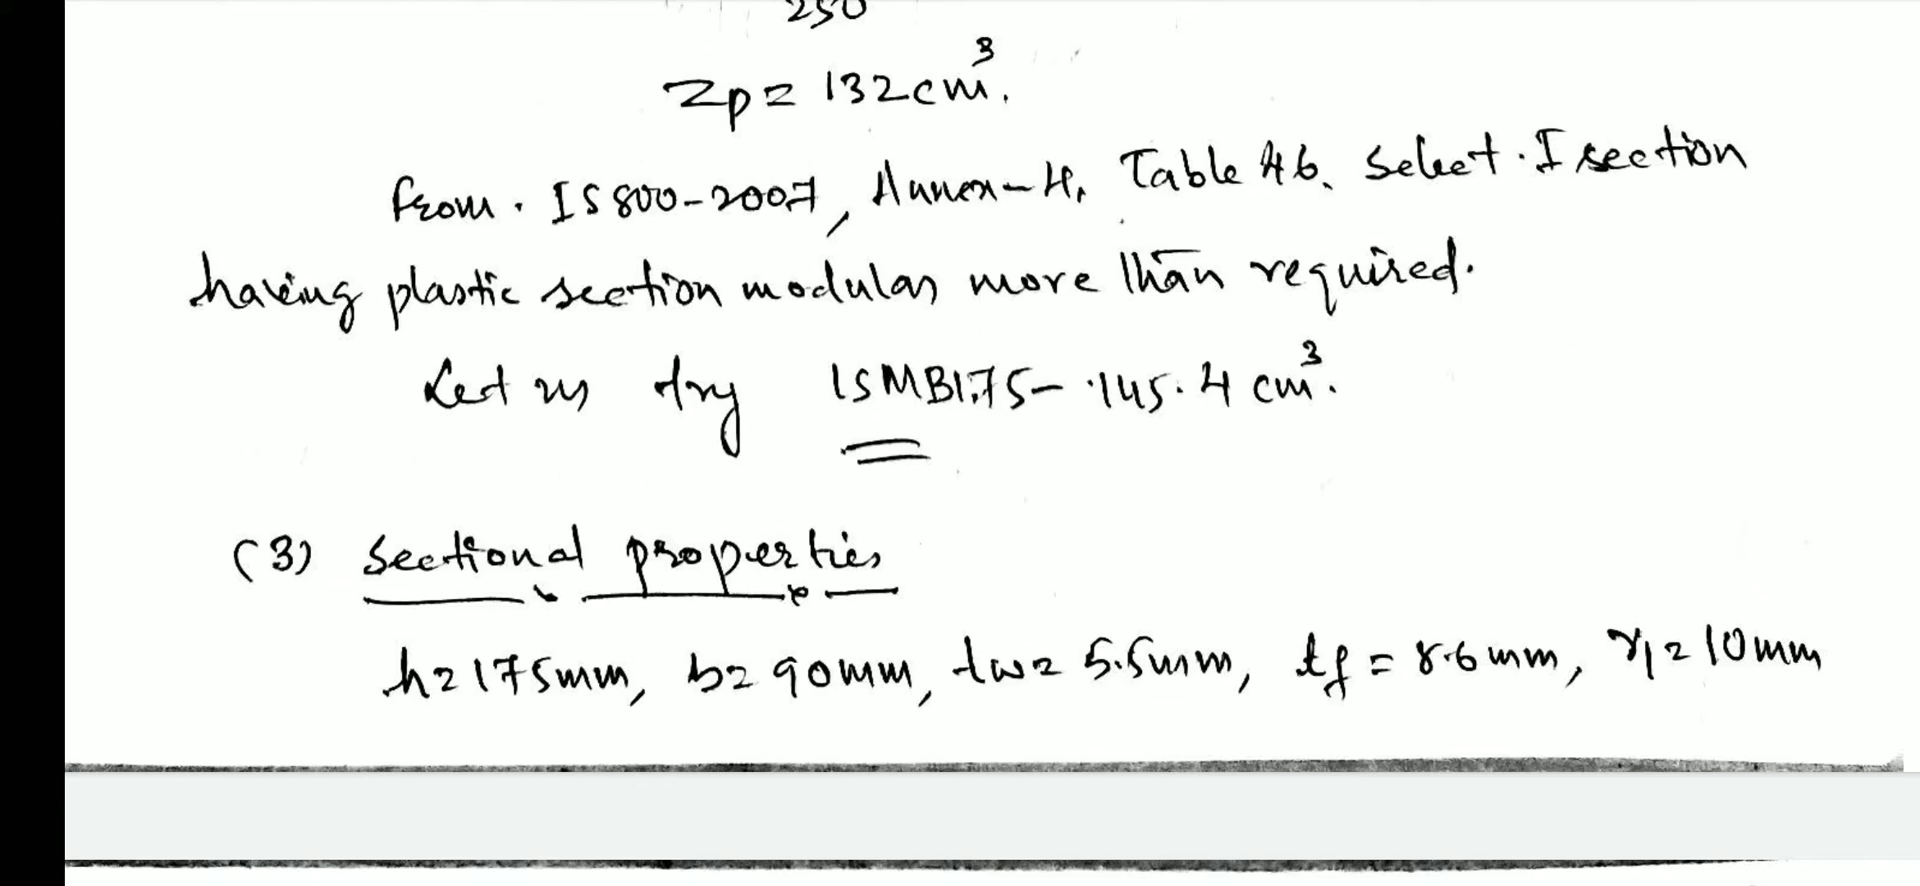 250
Zp = 132 cm³.
from. IS 800-2007, Annex-H, Table 46. Select. I section
having plastic section modulas more than required.
Let us try ISMB175- 145.4 cm³.
(3) Sectional properties
h = 175mm, b = 90mm, tw = 5.5mm, tf = 8.6mm, r1 = 10mm